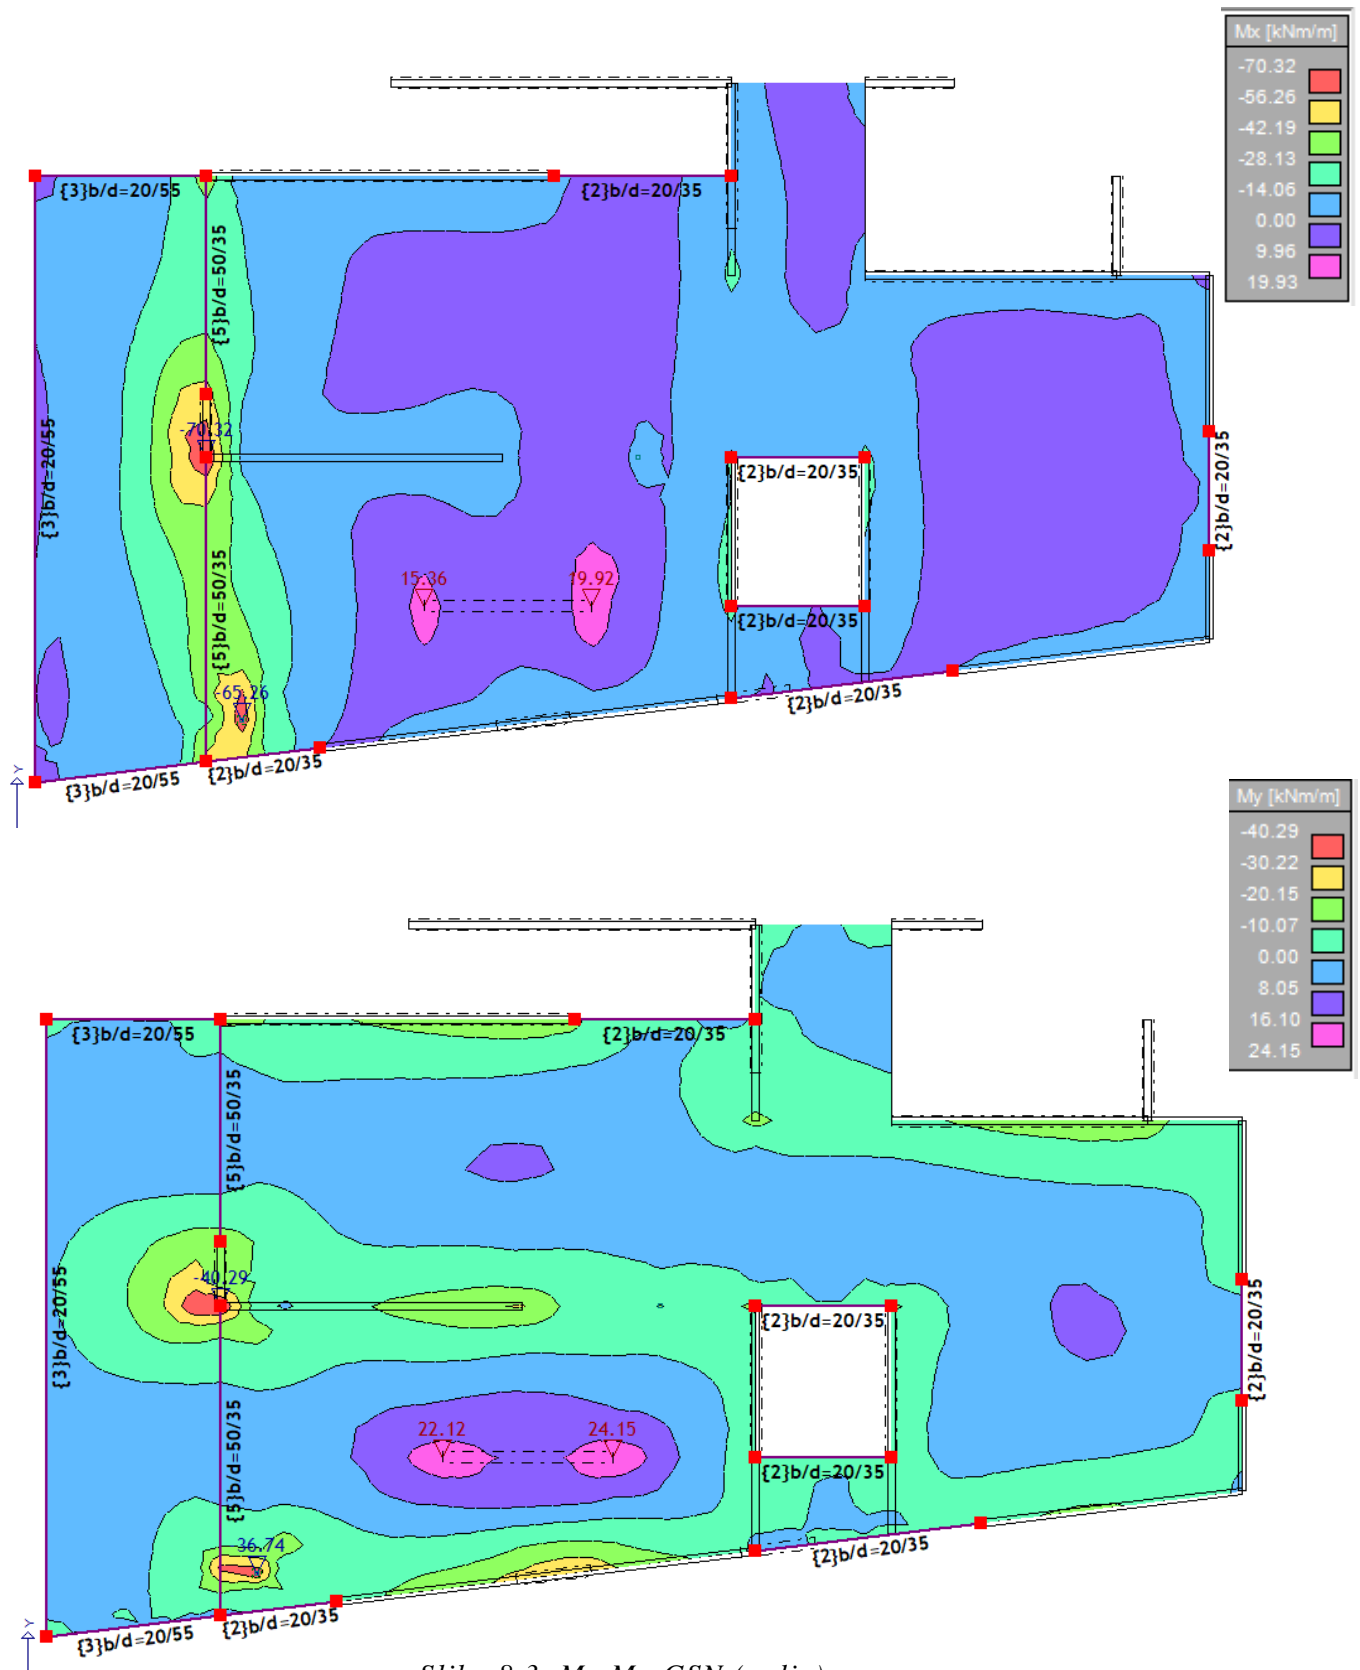 Mx [kNm/m]
-70.32
-56.26
-42.19
-28.13
-14.06
0.00
9.96
19.93
{3}b/d=20/55
{2}b/d=20/35
{5}b/d=50/35
-70.32
{3}b/d=20/55
{2}b/d=20/35
{2}b/d=20/35
15.36
19.92
{5}b/d=50/35
{2}b/d=20/35
-65.26
{2}b/d=20/35
{2}b/d=20/35
{3}b/d=20/55
Y
My [kNm/m]
-40.29
-30.22
-20.15
-10.07
0.00
8.05
16.10
24.15
{3}b/d=20/55
{2}b/d=20/35
{5}b/d=50/35
-40.29
{3}b/d=20/55
{2}b/d=20/35
{2}b/d=20/35
22.12
24.15
{5}b/d=50/35
{2}b/d=20/35
36.74
{2}b/d=20/35
{2}b/d=20/35
{3}b/d=20/55
Y